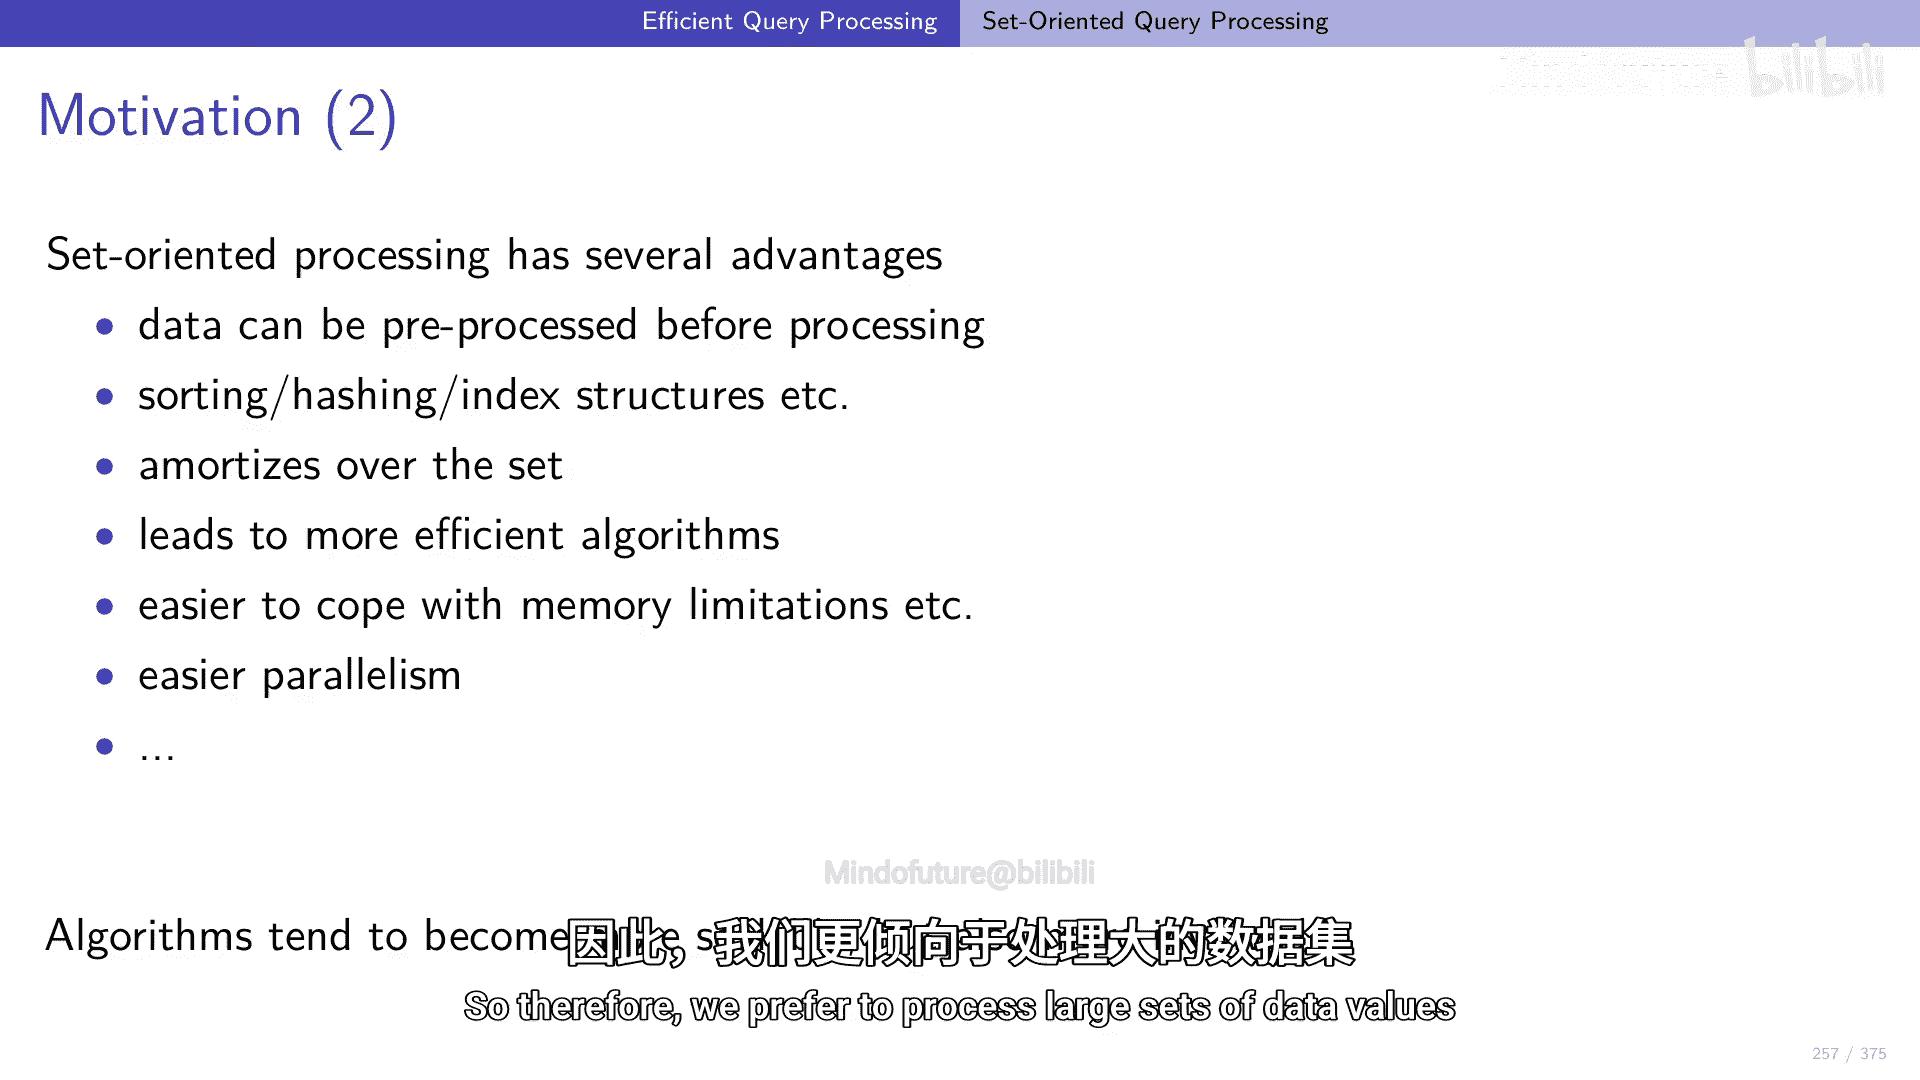 Efficient Query Processing
Set-Oriented Query Processing
bilibili
Motivation (2)
Set-oriented processing has several advantages
• data can be pre-processed before processing
• sorting/hashing/index structures etc.
• amortizes over the set
• leads to more efficient algorithms
• easier to cope with memory limitations etc.
• easier parallelism
• ...
Mindofuture@bilibili
Algorithms tend to become
因此，我们更倾向于处理大的数据集
So therefore, we prefer to process large sets of data values
257 / 375